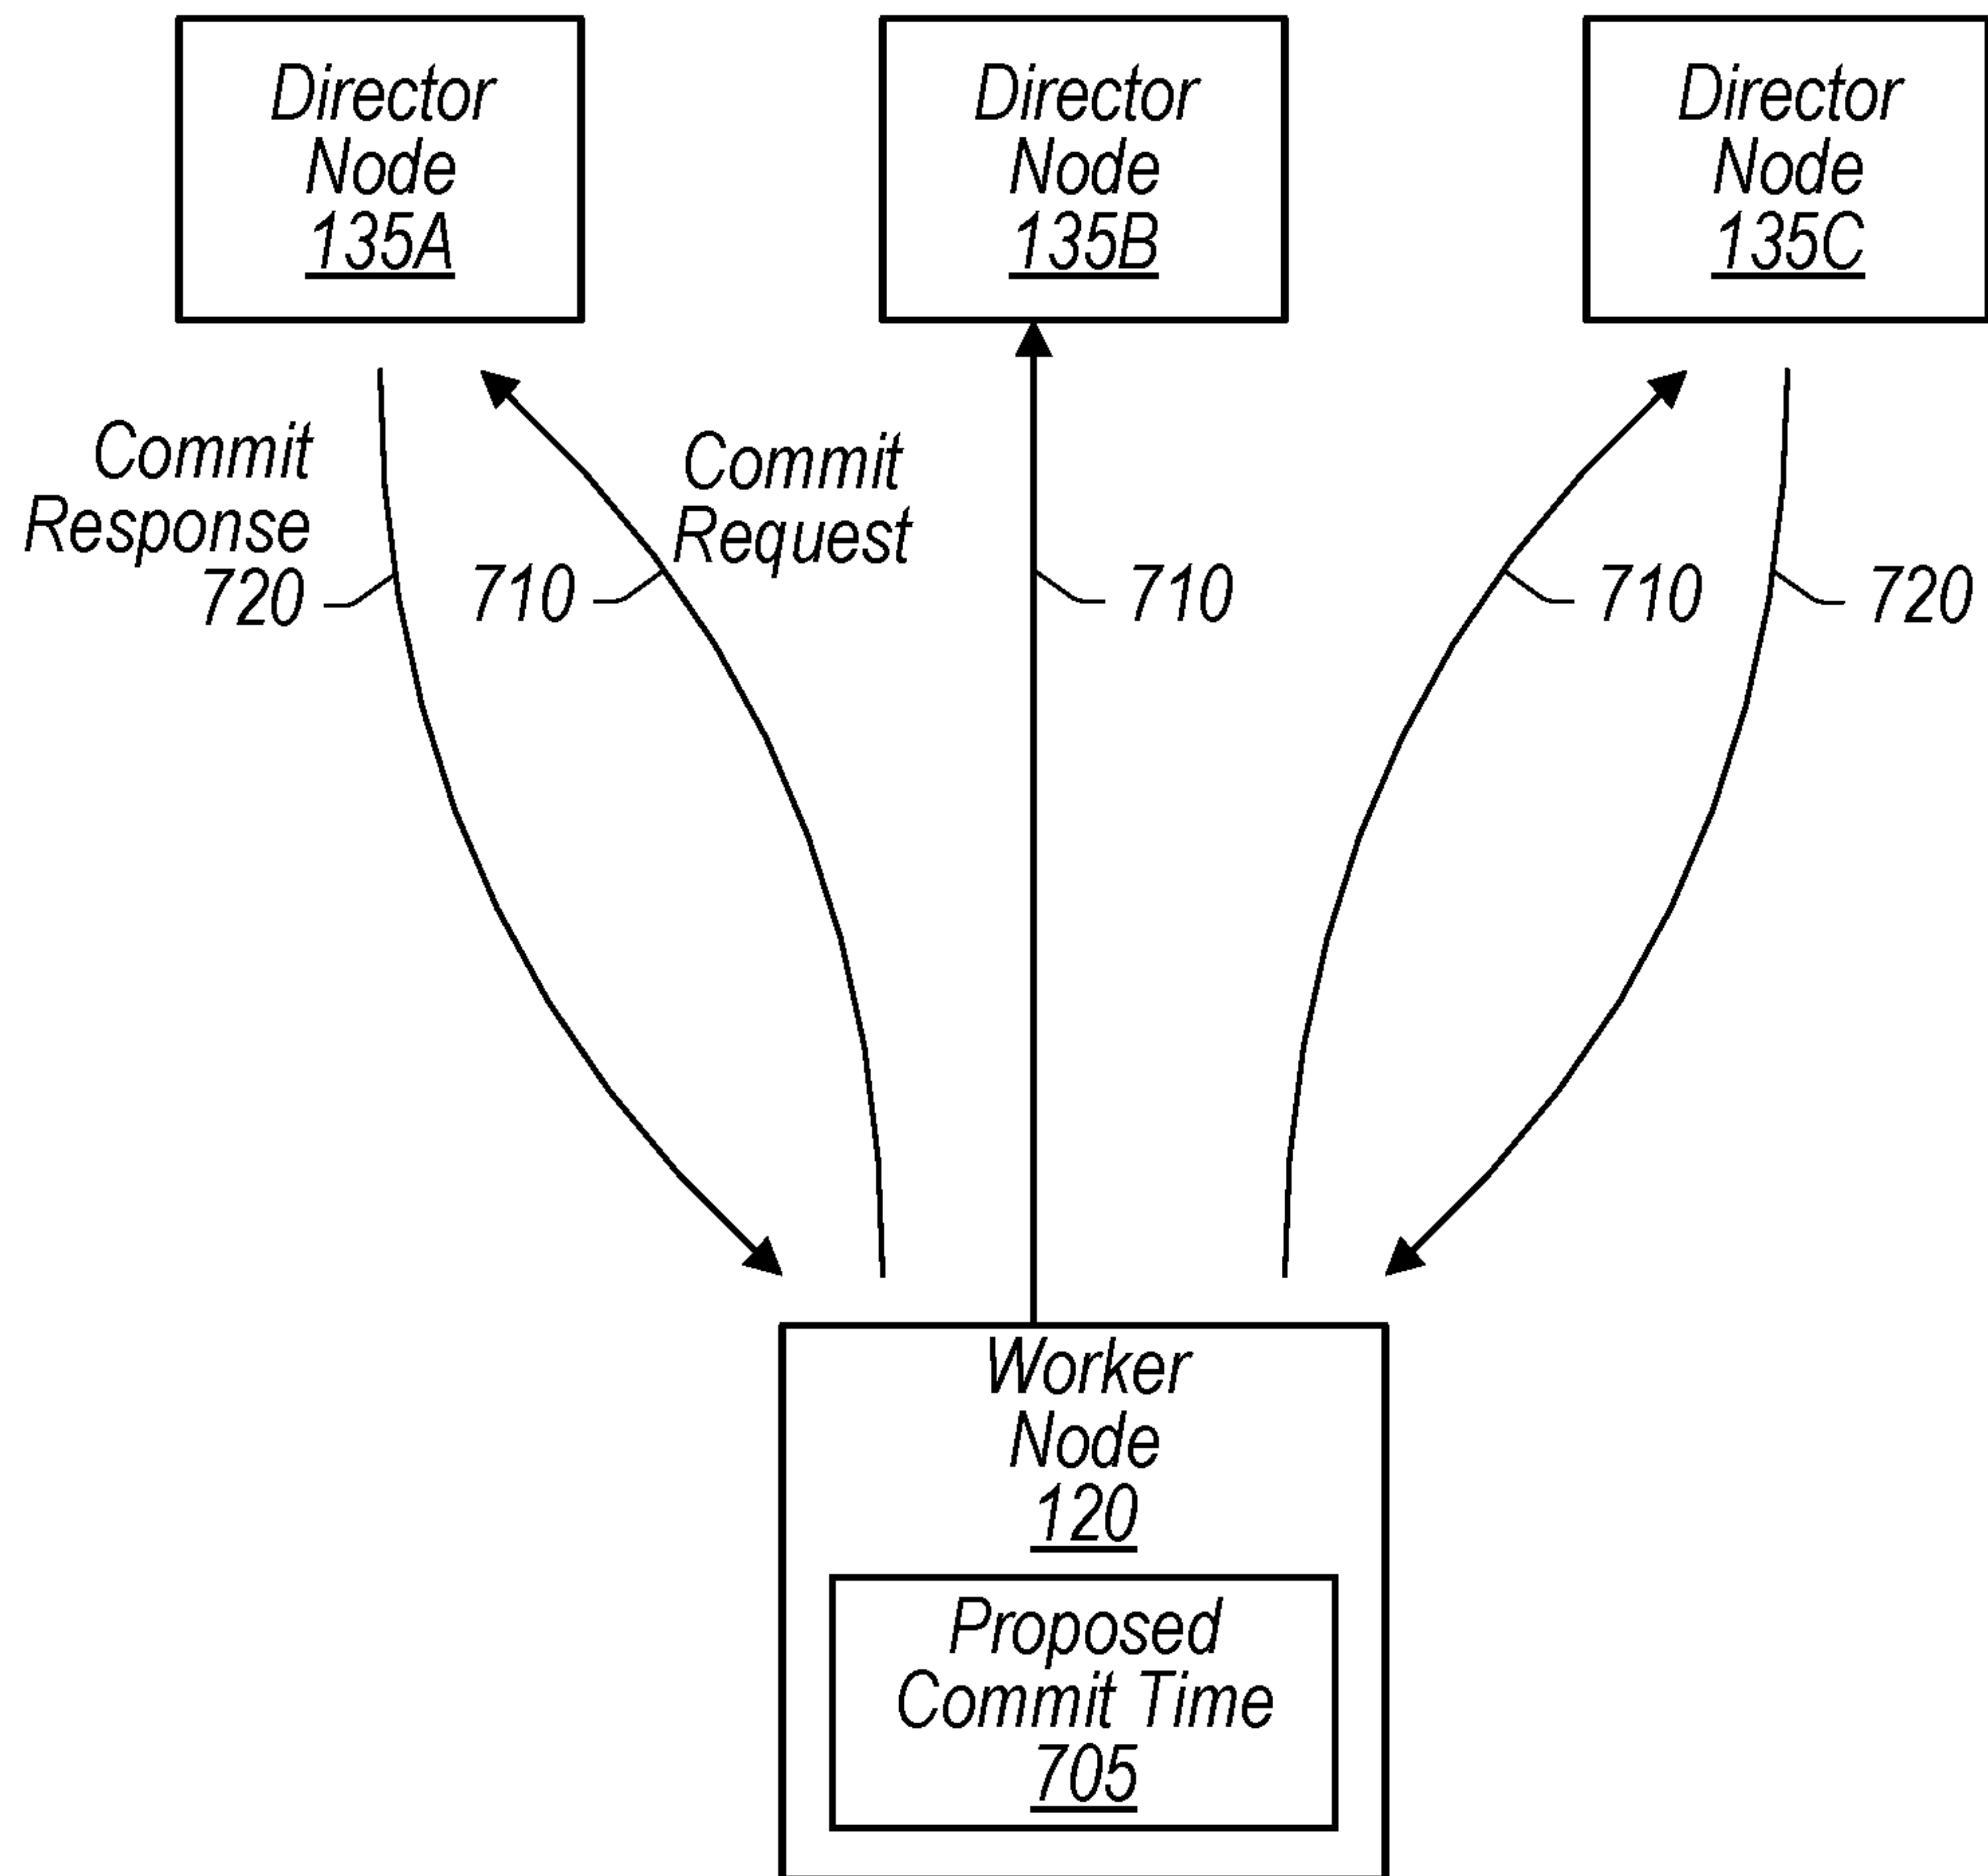 Director
Node
135A
Director
Node
135B
Director
Node
135C
Commit
Response
720
710
Commit
Request
710
710
720
Worker
Node
120
Proposed
Commit Time
705